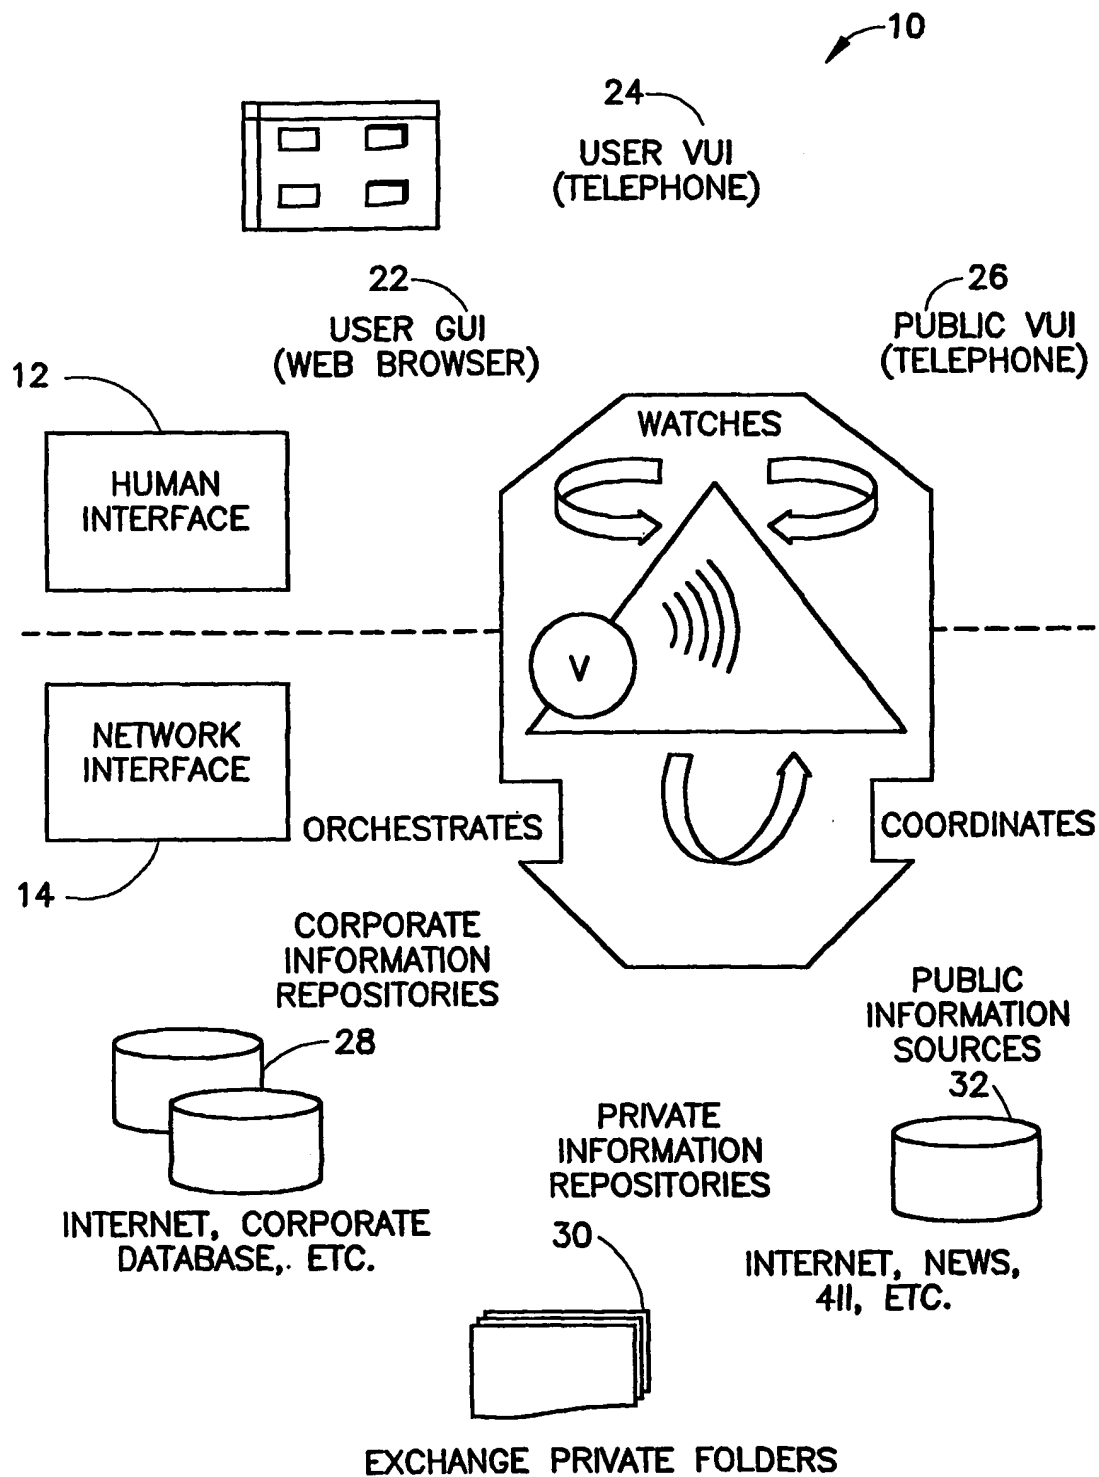 10
24
USER VUI
(TELEPHONE)
22
USER GUI
(WEB BROWSER)
26
PUBLIC VUI
(TELEPHONE)
12
HUMAN
INTERFACE
WATCHES
V
NETWORK
INTERFACE
14
ORCHESTRATES
COORDINATES
CORPORATE
INFORMATION
REPOSITORIES
28
INTERNET, CORPORATE
DATABASE, ETC.
PUBLIC
INFORMATION
SOURCES
32
INTERNET, NEWS,
411, ETC.
PRIVATE
INFORMATION
REPOSITORIES
30
EXCHANGE PRIVATE FOLDERS